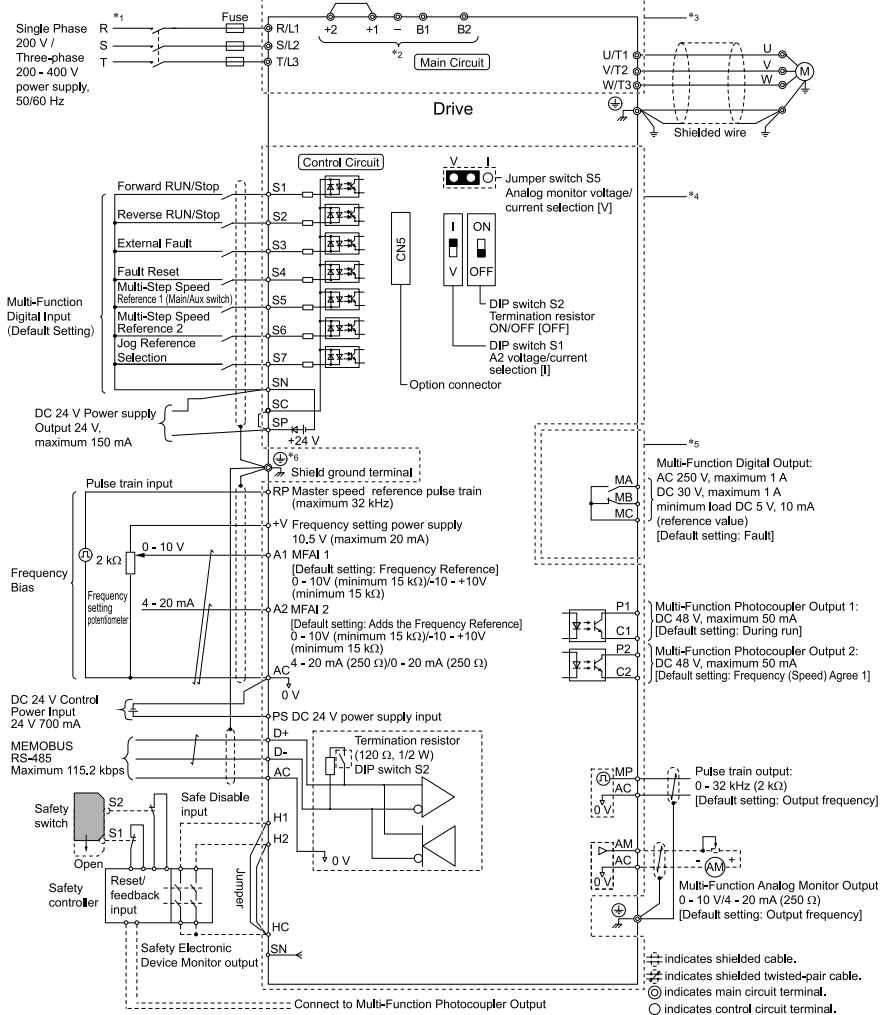 *1
Fuse
Single Phase
200 V /
Three-phase
200 - 400 V
power supply,
50/60 Hz
R
S
T
R/L1
S/L2
T/L3
+2
+1
−
B1
B2
*2
Main Circuit
*3
U/T1
V/T2
W/T3
U
V
W
M
Shielded wire
Drive
Control Circuit
V
I
Jumper switch S5
Analog monitor voltage/
current selection [V]
*4
Multi-Function
Digital Input
(Default Setting)
Forward RUN/Stop
S1
Reverse RUN/Stop
S2
External Fault
S3
Fault Reset
S4
Multi-Step Speed
Reference 1 (Main/Aux switch)
S5
Multi-Step Speed
Reference 2
S6
Jog Reference
Selection
S7
SN
SC
SP
+24 V
CN5
I
V
ON
OFF
DIP switch S2
Termination resistor
ON/OFF [OFF]
DIP switch S1
A2 voltage/current
selection [I]
Option connector
DC 24 V Power supply
Output 24 V,
maximum 150 mA
*6
Shield ground terminal
*5
MA
MB
MC
Multi-Function Digital Output:
AC 250 V, maximum 1 A
DC 30 V, maximum 1 A
minimum load DC 5 V, 10 mA
(reference value)
[Default setting: Fault]
Pulse train input
RP Master speed reference pulse train
(maximum 32 kHz)
+V Frequency setting power supply
10.5 V (maximum 20 mA)
Frequency
Bias
2 kΩ
0 - 10 V
A1 MFAI 1
[Default setting: Frequency Reference]
0 - 10V (minimum 15 kΩ)/-10 - +10V
(minimum 15 kΩ)
Frequency
setting
potentiometer
4 - 20 mA
A2 MFAI 2
[Default setting: Adds the Frequency Reference]
0 - 10V (minimum 15 kΩ)/-10 - +10V
(minimum 15 kΩ)
4 - 20 mA (250 Ω)/0 - 20 mA (250 Ω)
AC
0 V
P1
C1
Multi-Function Photocoupler Output 1:
DC 48 V, maximum 50 mA
[Default setting: During run]
P2
C2
Multi-Function Photocoupler Output 2:
DC 48 V, maximum 50 mA
[Default setting: Frequency (Speed) Agree 1]
DC 24 V Control
Power Input
24 V 700 mA
PS DC 24 V power supply input
MEMOBUS
RS-485
Maximum 115.2 kbps
D+
D-
AC
0 V
Termination resistor
(120 Ω, 1/2 W)
DIP switch S2
MP
AC
0 V
Pulse train output:
0 - 32 kHz (2 kΩ)
[Default setting: Output frequency]
Safety
switch
S2
S1
Open
Safe Disable
input
H1
H2
Jumper
HC
SN
Safety
controller
Reset/
feedback
input
Safety Electronic
Device Monitor output
AM
AC
0 V
-
AM
+
Multi-Function Analog Monitor Output
0 - 10 V/4 - 20 mA (250 Ω)
[Default setting: Output frequency]
Connect to Multi-Function Photocoupler Output
indicates shielded cable.
indicates shielded twisted-pair cable.
indicates main circuit terminal.
indicates control circuit terminal.